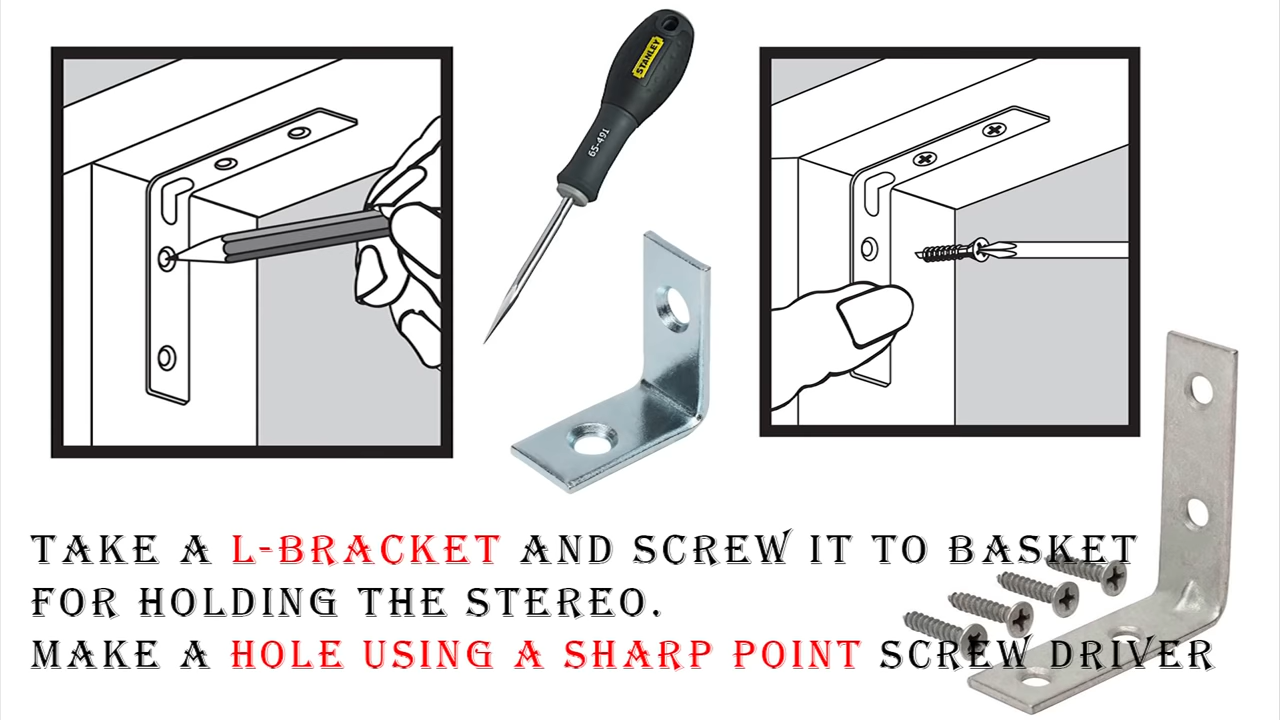 STANLEY
65-491
TAKE A L-BRACKET AND SCREW IT TO BASKET
FOR HOLDING THE STEREO.
MAKE A HOLE USING A SHARP POINT SCREW DRIVER